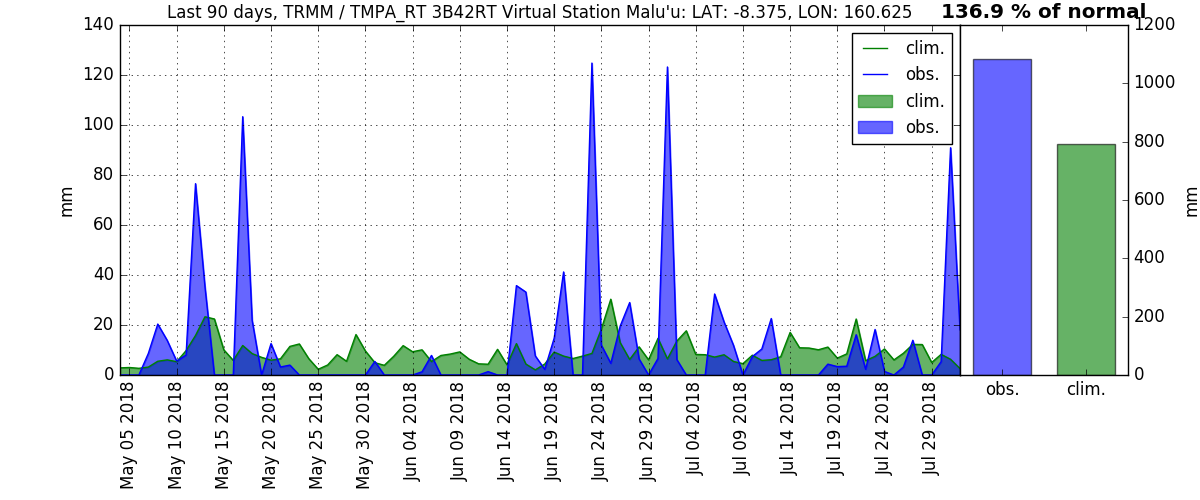 Last 90 days, TRMM / TMPA_RT 3B42RT Virtual Station Malu'u: LAT: -8.375, LON: 160.625
136.9 % of normal
140
120
100
80
60
40
20
0
mm
clim.
obs.
clim.
obs.
1200
1000
800
600
400
200
0
mm
May 05 2018
May 10 2018
May 15 2018
May 20 2018
May 25 2018
May 30 2018
Jun 04 2018
Jun 09 2018
Jun 14 2018
Jun 19 2018
Jun 24 2018
Jun 29 2018
Jul 04 2018
Jul 09 2018
Jul 14 2018
Jul 19 2018
Jul 24 2018
Jul 29 2018
obs.
clim.